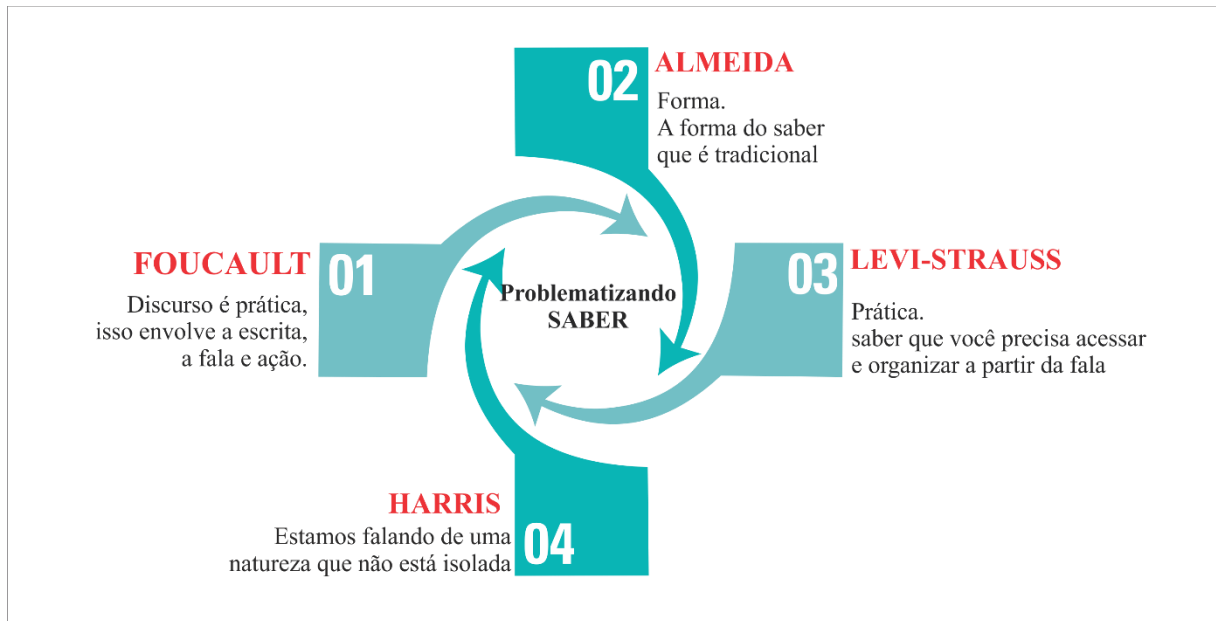 01
FOUCAULT
Discurso é prática,
isso envolve a escrita,
a fala e ação.
02
ALMEIDA
Forma.
A forma do saber
que é tradicional
03
LEVI-STRAUSS
Prática.
saber que você precisa acessar
e organizar a partir da fala
04
HARRIS
Estamos falando de uma
natureza que não está isolada
Problematizando
SABER